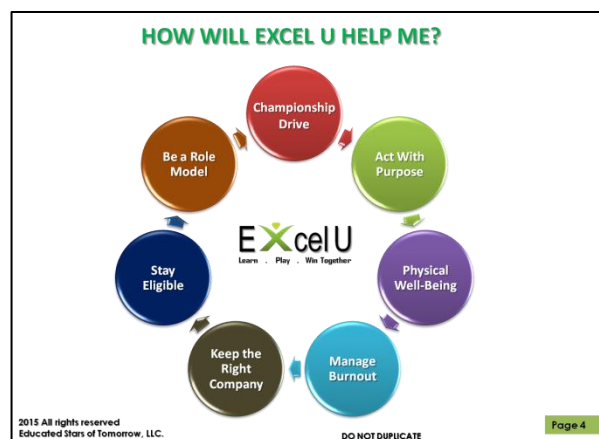 HOW WILL EXCEL U HELP ME?
Championship
Drive
Act With
Purpose
Physical
Well-Being
Manage
Burnout
Keep the
Right
Company
Stay
Eligible
Be a Role
Model
EXcel U
Learn . Play . Win Together
2015 All rights reserved
Educated Stars of Tomorrow, LLC.
DO NOT DUPLICATE
Page 4